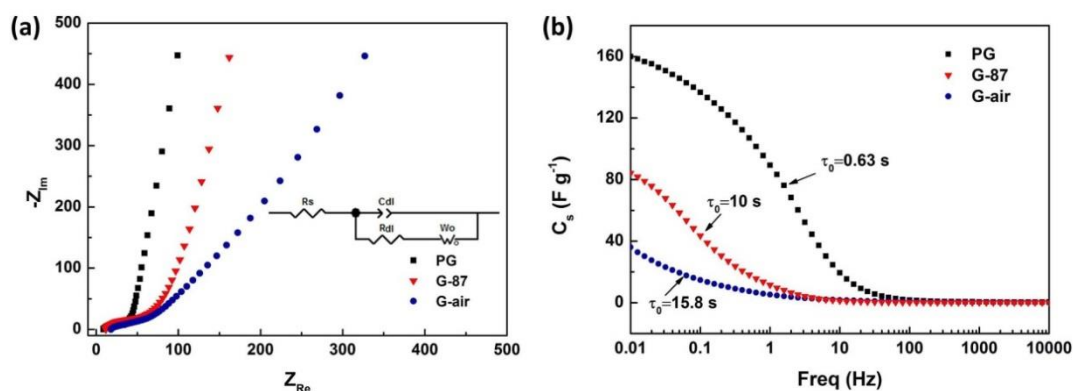 (a)
500
400
300
200
100
0
-Z_Im
0 100 200 300 400 500
Z_Re
Rs
Cdl
Rdl
Wo
PG
G-87
G-air
(b)
160
120
80
40
0
C_s (F g⁻¹)
0.01 0.1 1 10 100 1000 10000
Freq (Hz)
PG
G-87
G-air
τ₀=0.63 s
τ₀=10 s
τ₀=15.8 s